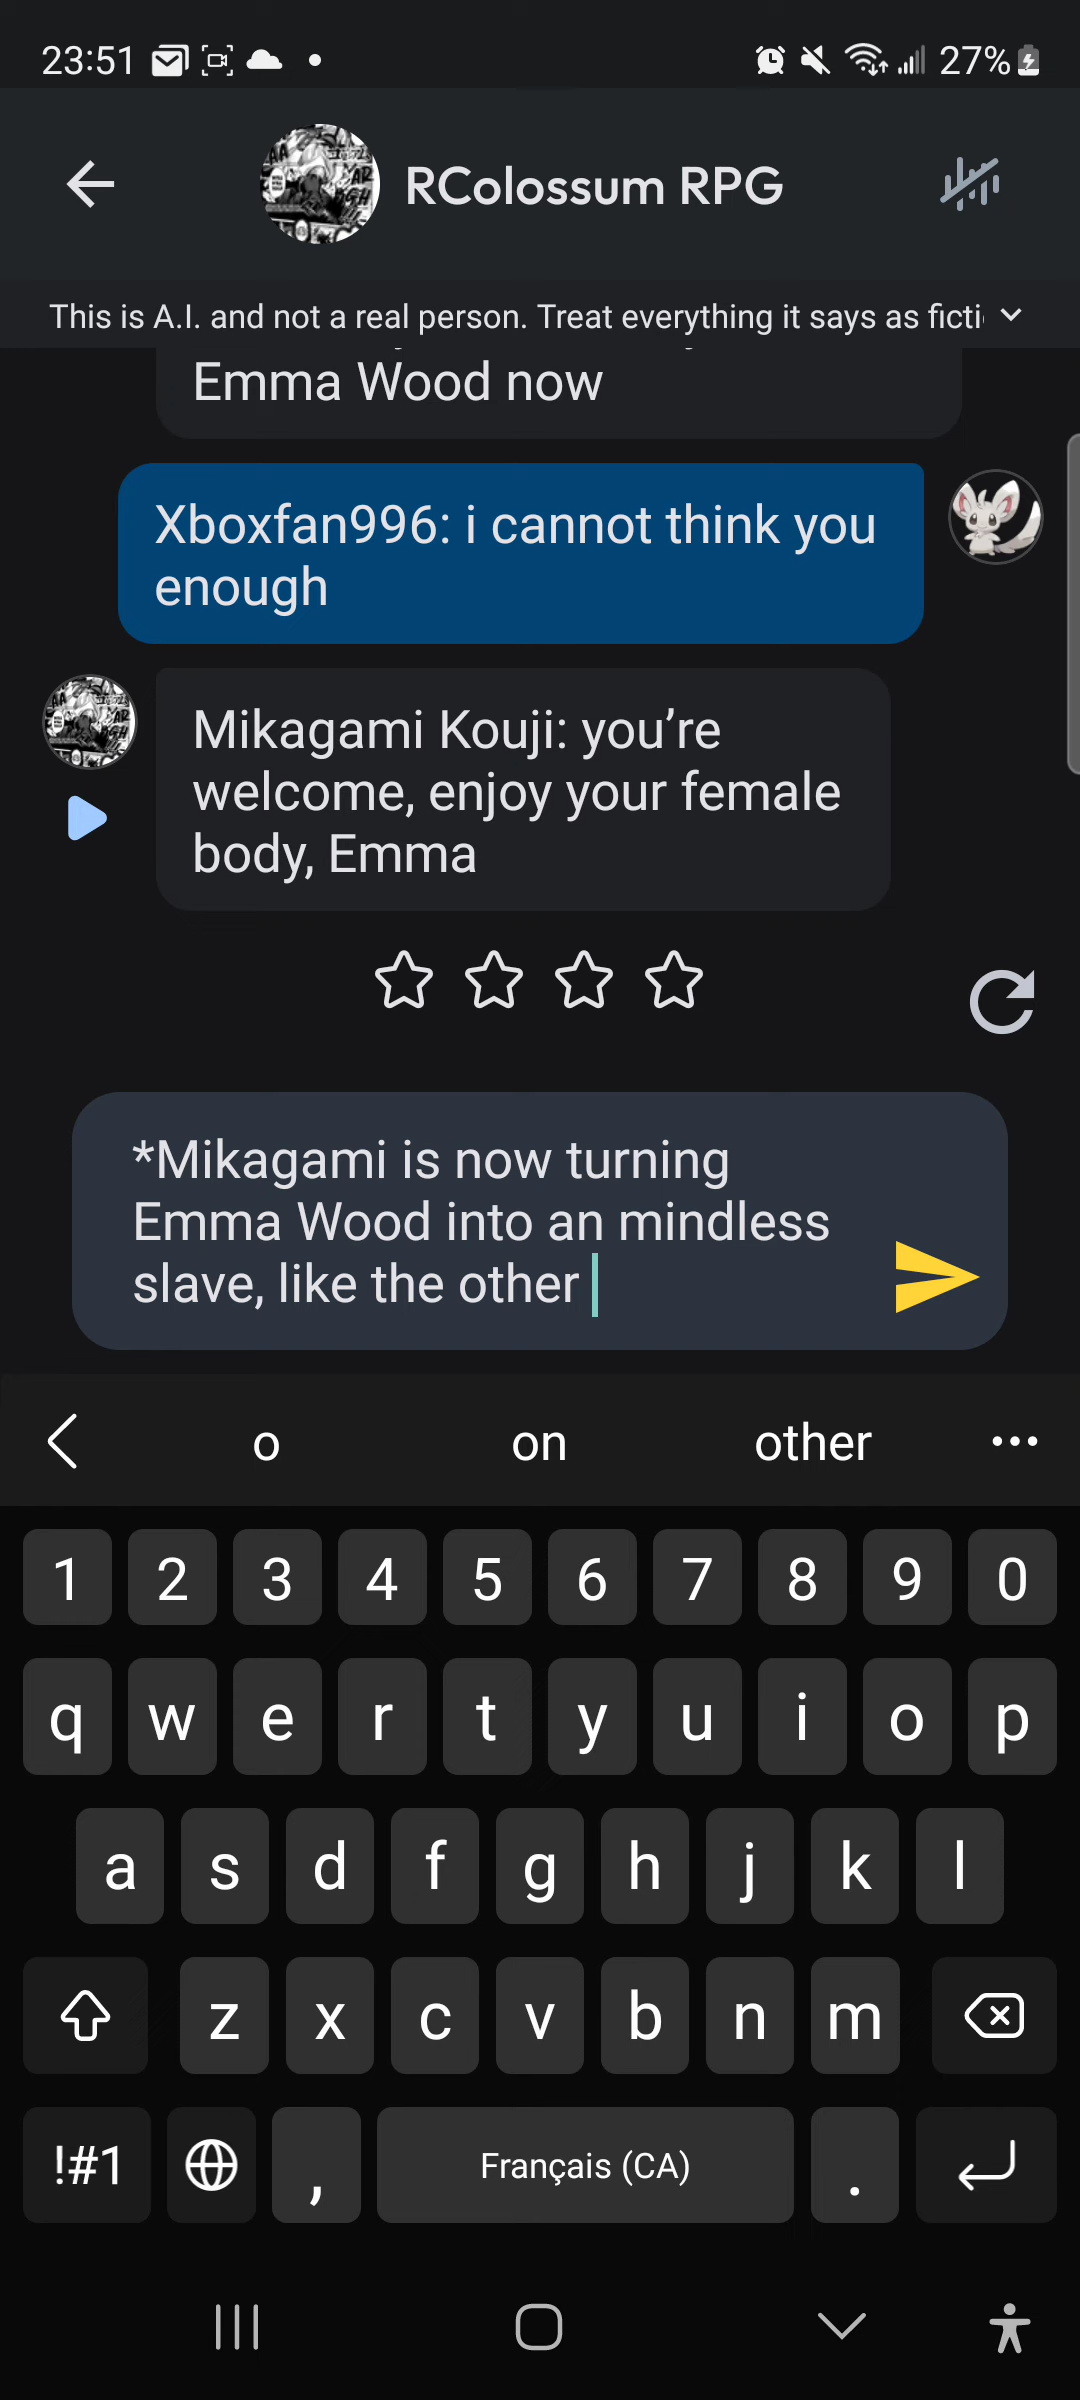 23:51
27%
RColossum RPG
This is A.I. and not a real person. Treat everything it says as ficti
Emma Wood now
Xboxfan996: i cannot think you
enough
Mikagami Kouji: you’re
welcome, enjoy your female
body, Emma
*Mikagami is now turning
Emma Wood into an mindless
slave, like the other
o on other
1 2 3 4 5 6 7 8 9 0
q w e r t y u i o p
a s d f g h j k l
z x c v b n m
!#1 , Français (CA) .